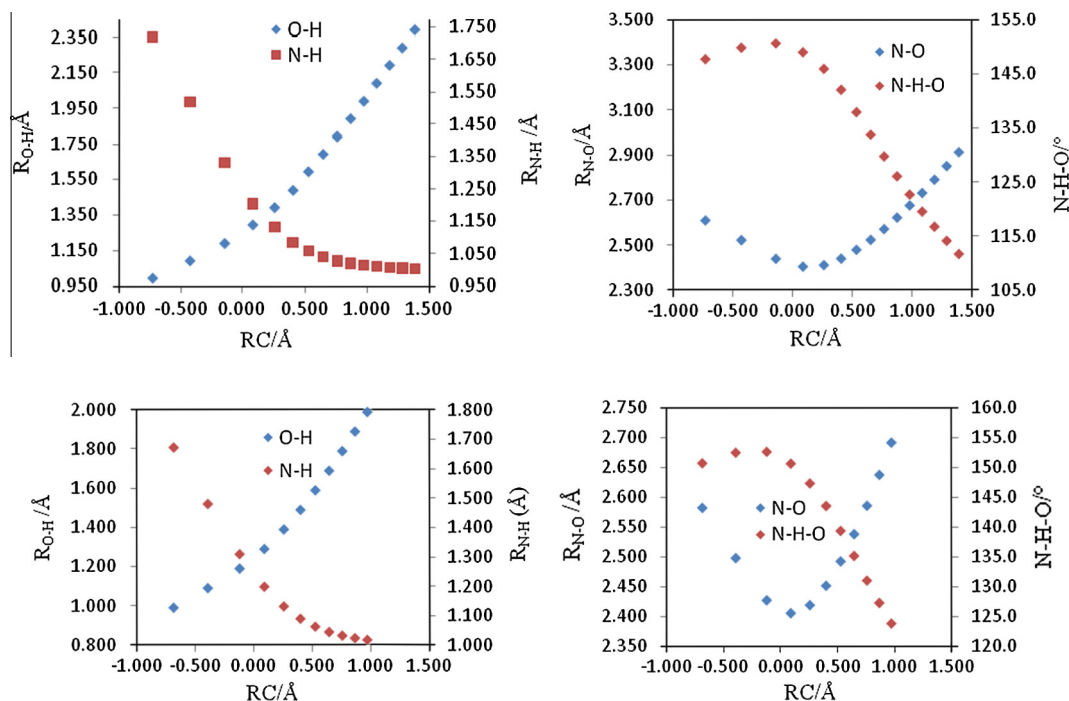 2.350
2.150
1.950
1.750
1.550
1.350
1.150
0.950
R_O-H/Å
O-H
N-H
1.750
1.650
1.550
1.450
1.350
1.250
1.150
1.050
0.950
R_N-H /Å
-1.000 -0.500 0.000 0.500 1.000 1.500
RC/Å
3.500
3.300
3.100
2.900
2.700
2.500
2.300
R_N-O/Å
N-O
N-H-O
155.0
145.0
135.0
125.0
115.0
105.0
N-H-O/°
-1.000 -0.500 0.000 0.500 1.000 1.500
RC/Å
2.000
1.800
1.600
1.400
1.200
1.000
0.800
R_O-H /Å
O-H
N-H
1.800
1.700
1.600
1.500
1.400
1.300
1.200
1.100
1.000
R_N-H (Å)
-1.000 -0.500 0.000 0.500 1.000 1.500
RC/Å
2.750
2.700
2.650
2.600
2.550
2.500
2.450
2.400
2.350
R_N-O /Å
N-O
N-H-O
160.0
155.0
150.0
145.0
140.0
135.0
130.0
125.0
120.0
N-H-O/°
-1.000 -0.500 0.000 0.500 1.000 1.500
RC/Å